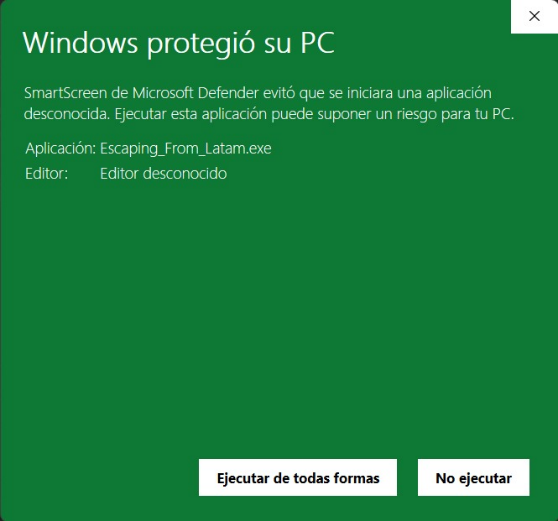 Windows protegió su PC
SmartScreen de Microsoft Defender evitó que se iniciara una aplicación
desconocida. Ejecutar esta aplicación puede suponer un riesgo para tu PC.
Aplicación: Escaping_From_Latam.exe
Editor: Editor desconocido
Ejecutar de todas formas No ejecutar